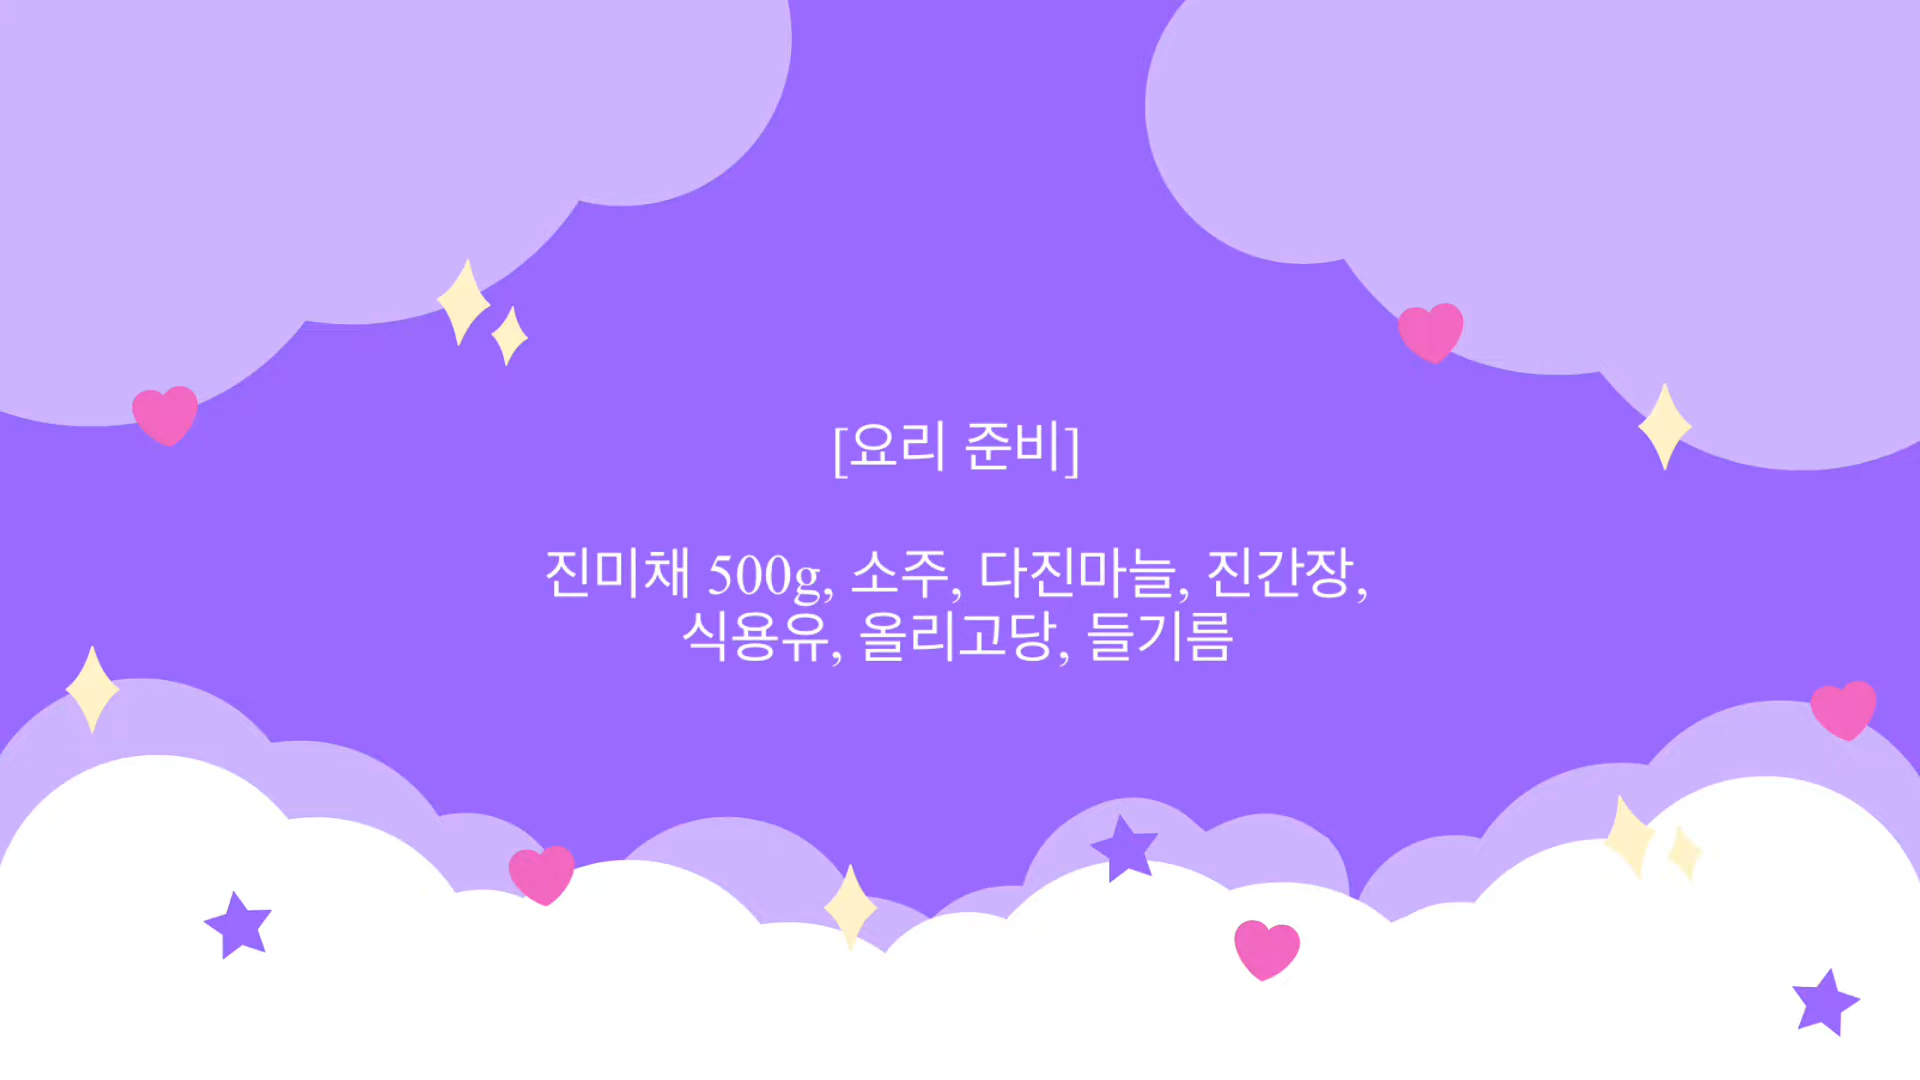 [요리 준비]
진미채 500g, 소주, 다진마늘, 진간장,
식용유, 올리고당, 들기름